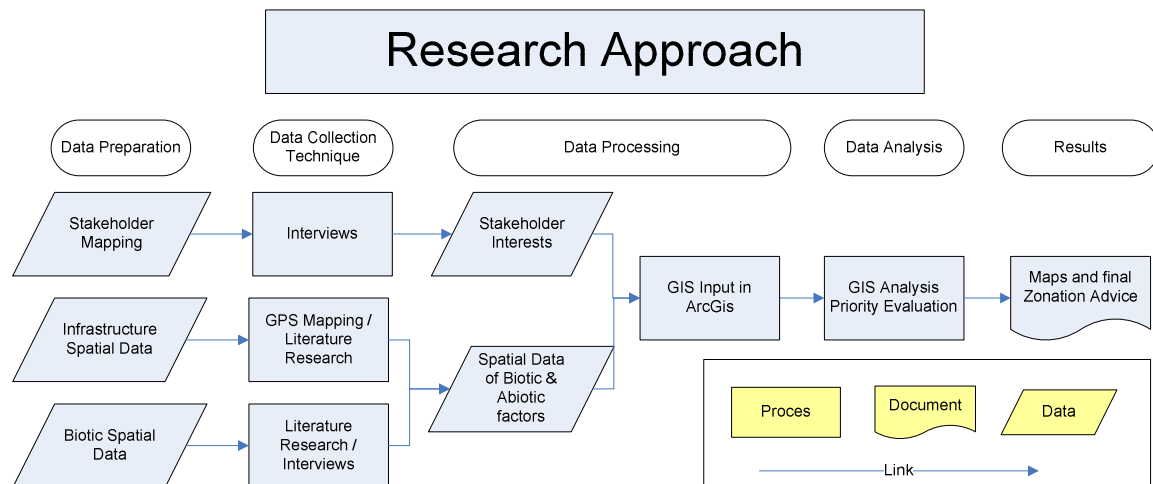 Research Approach
Data Preparation
Data Collection
Technique
Data Processing
Data Analysis
Results
Stakeholder
Mapping
Interviews
Stakeholder
Interests
Infrastructure
Spatial Data
GPS Mapping /
Literature
Research
Biotic Spatial
Data
Literature
Research /
Interviews
Spatial Data
of Biotic &
Abiotic
factors
GIS Input in
ArcGis
GIS Analysis
Priority Evaluation
Maps and final
Zonation Advice
Proces
Document
Data
Link